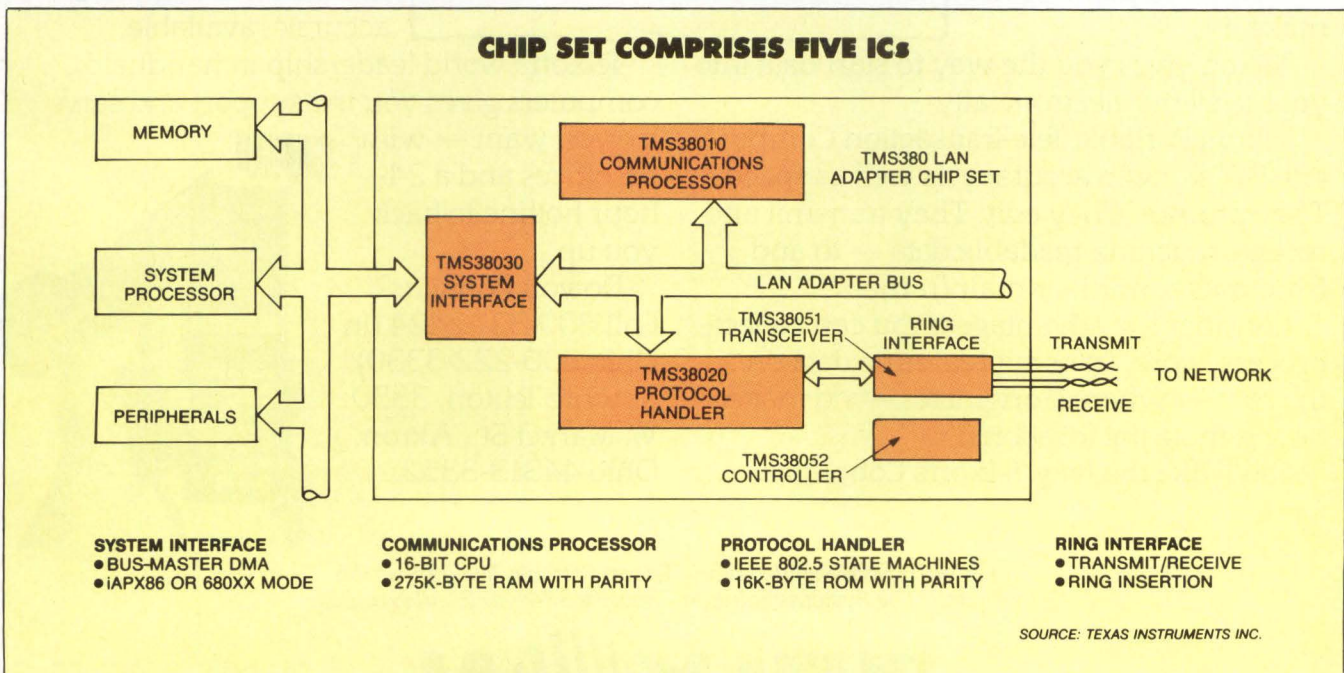 CHIP SET COMPRISES FIVE ICs
MEMORY
SYSTEM
PROCESSOR
PERIPHERALS
TMS38030
SYSTEM
INTERFACE
TMS38010
COMMUNICATIONS
PROCESSOR
TMS380 LAN
ADAPTER CHIP SET
LAN ADAPTER BUS
TMS38020
PROTOCOL
HANDLER
TMS38051
TRANSCEIVER
RING
INTERFACE
TMS38052
CONTROLLER
TRANSMIT
RECEIVE
TO NETWORK
SYSTEM INTERFACE
● BUS–MASTER DMA
● iAPX86 OR 680XX MODE
COMMUNICATIONS PROCESSOR
● 16-BIT CPU
● 275K-BYTE RAM WITH PARITY
PROTOCOL HANDLER
● IEEE 802.5 STATE MACHINES
● 16K-BYTE ROM WITH PARITY
RING INTERFACE
● TRANSMIT/RECEIVE
● RING INSERTION
SOURCE: TEXAS INSTRUMENTS INC.